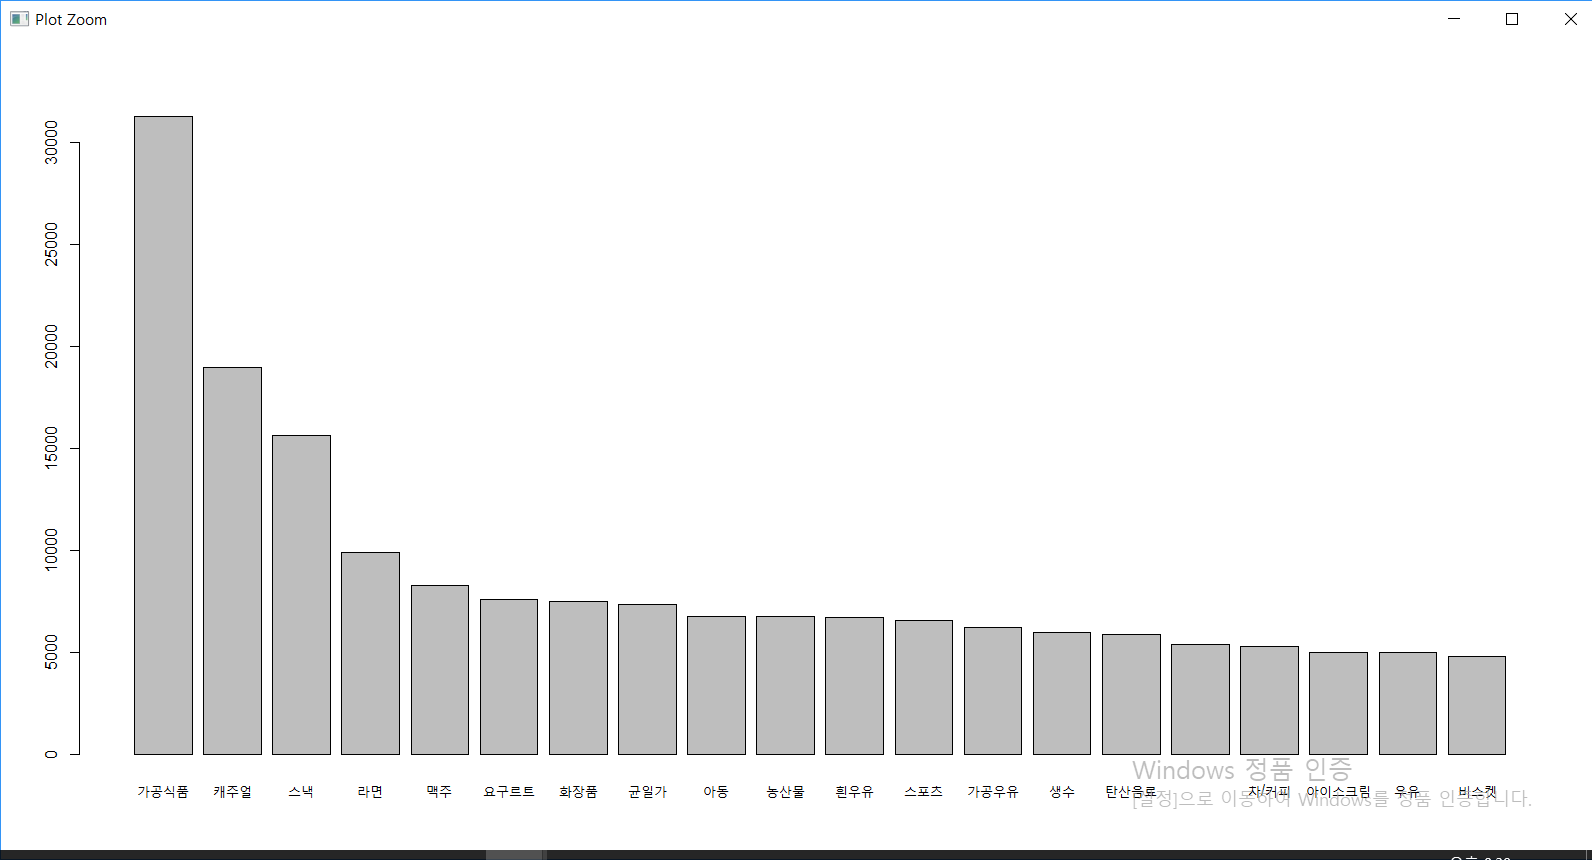 Plot Zoom
30000
25000
20000
15000
10000
5000
0
가공식품 캐주얼 스낵 라면 맥주 요구르트 화장품 균일가 아동 농산물 흰우유 스포츠 가공우유 생수 탄산음료 차/커피 아이스크림 우유 비스켓
Windows 정품 인증
[설정]으로 이동하여 Windows를 정품 인증합니다.